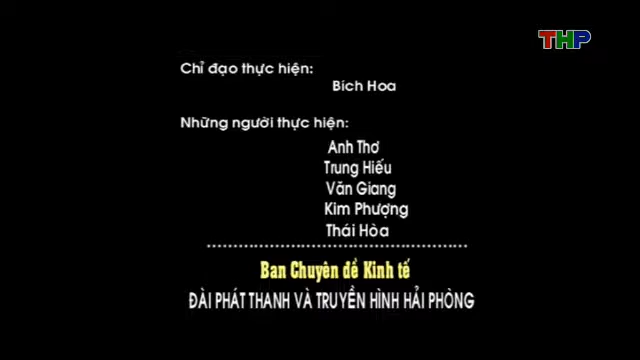 THP
Chỉ đạo thực hiện:
Bích Hoa
Những người thực hiện:
Anh Thơ
Trung Hiếu
Văn Giang
Kim Phượng
Thái Hòa
Ban Chuyên đề Kinh tế
ĐÀI PHÁT THANH VÀ TRUYỀN HÌNH HẢI PHÒNG